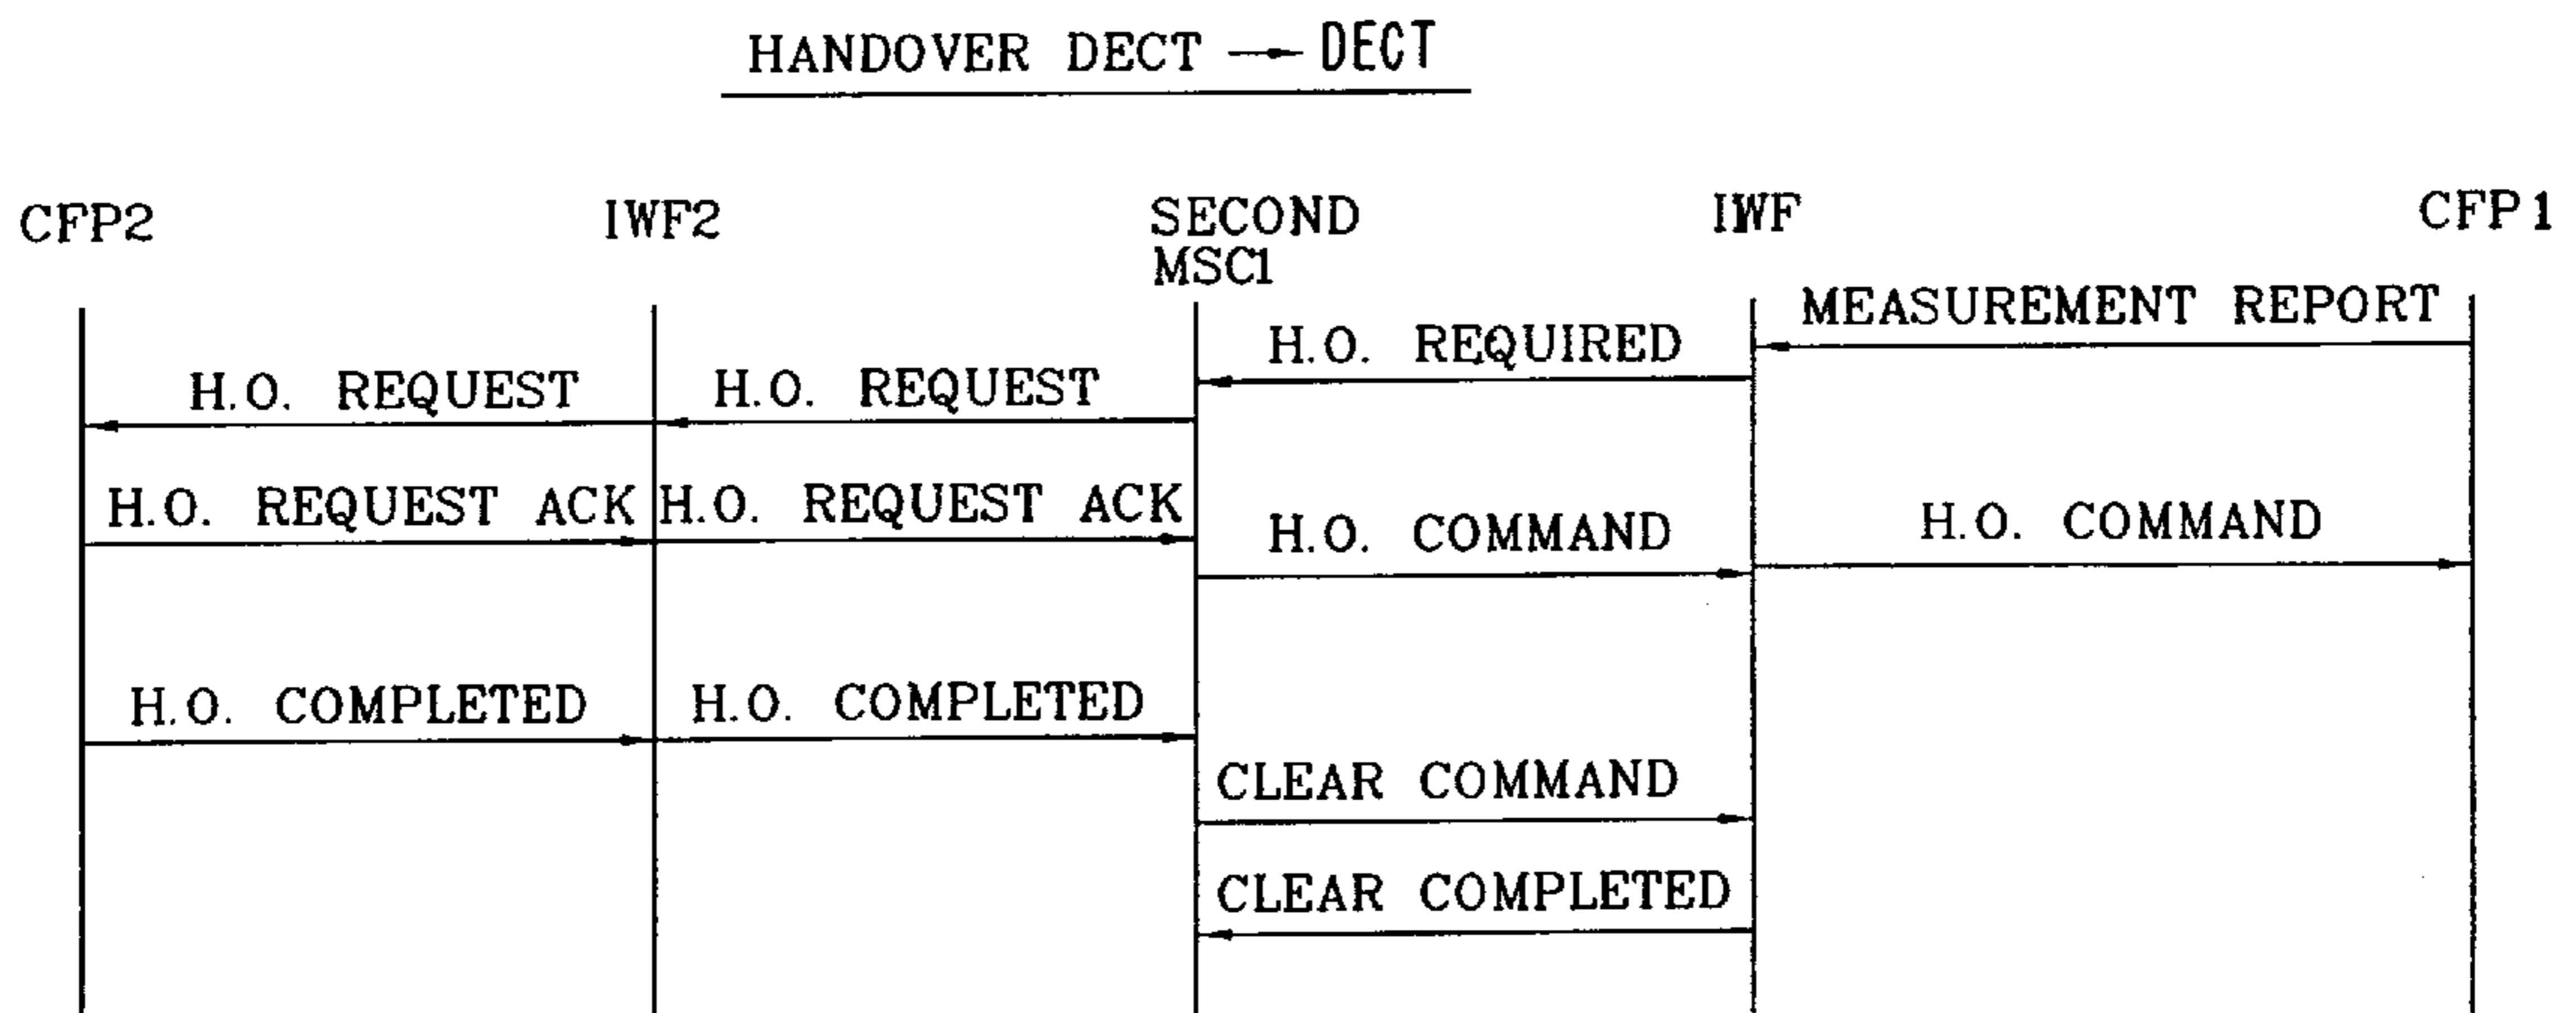 HANDOVER DECT → DECT
CFP2
IWF2
SECOND
MSC1
IWF
CFP1
MEASUREMENT REPORT
H.O. REQUIRED
H.O. REQUEST
H.O. REQUEST
H.O. REQUEST ACK
H.O. REQUEST ACK
H.O. COMMAND
H.O. COMMAND
H.O. COMPLETED
H.O. COMPLETED
CLEAR COMMAND
CLEAR COMPLETED